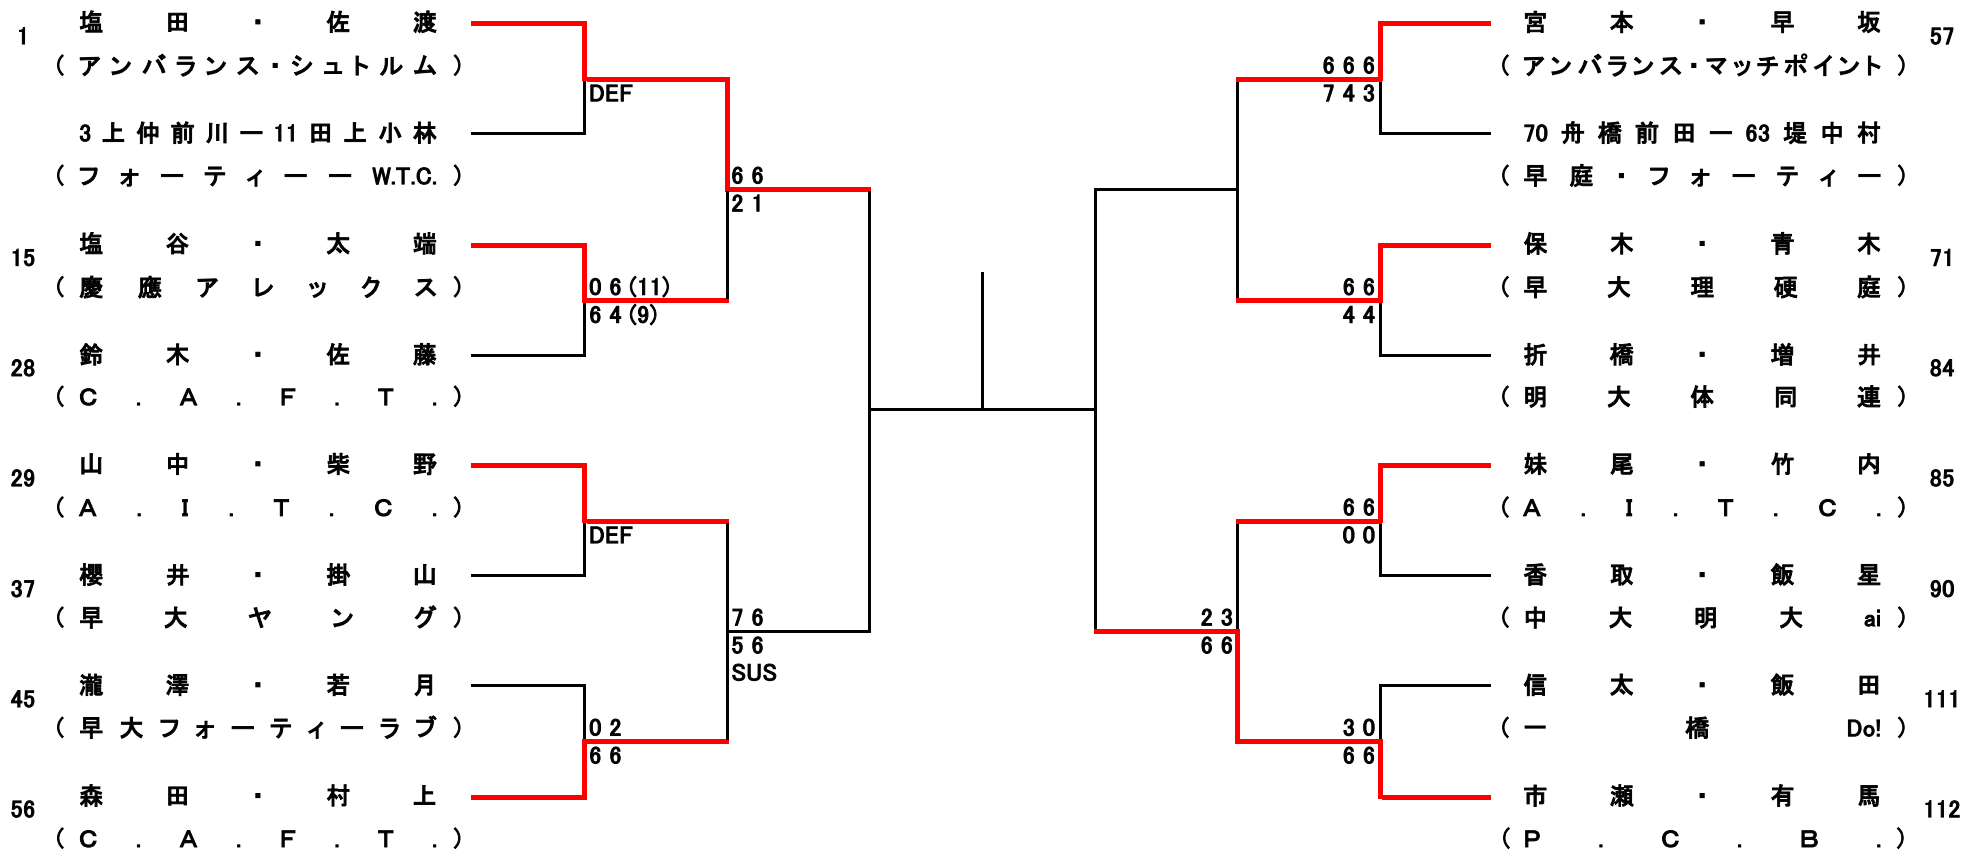 1 塩田・佐渡
(アンバランス・シュトルム)
DEF
3上仲前川ー11田上小林
(フォーティーーW.T.C.)
6 6
2 1
15 塩谷・太端
(慶應アレックス)
0 6 (11)
6 4 (9)
28 鈴木・佐藤
(C.A.F.T.)
29 山中・柴野
(A.I.T.C.)
DEF
37 櫻井・掛山
(早大ヤング)
7 6
5 6
SUS
45 瀧澤・若月
(早大フォーティーラブ)
0 2
6 6
56 森田・村上
(C.A.F.T.)
宮本・早坂 57
(アンバランス・マッチポイント)
6 6 6
7 4 3
70舟橋前田ー63堤中村
(早庭・フォーティー)
保木・青木 71
(早大理硬庭)
6 6
4 4
折橋・増井 84
(明大体同連)
妹尾・竹内 85
(A.I.T.C.)
6 6
0 0
香取・飯星 90
(中大明大ai)
2 3
6 6
信太・飯田 111
(一橋Do!)
3 0
6 6
市瀬・有馬 112
(P.C.B.)